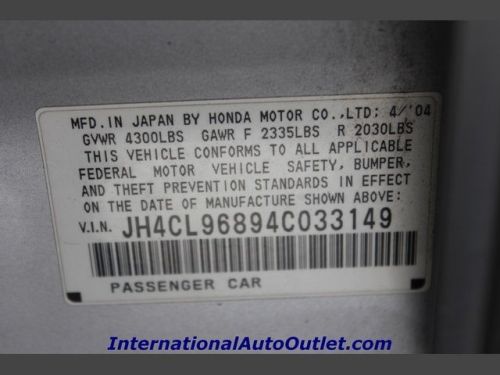 MFD. IN JAPAN BY HONDA MOTOR CO., LTD: 4/'04
GVWR 4300LBS GAWR F 2335LBS R 2030LBS
THIS VEHICLE CONFORMS TO ALL APPLICABLE
FEDERAL MOTOR VEHICLE SAFETY, BUMPER,
AND THEFT PREVENTION STANDARDS IN EFFECT
ON THE DATE OF MANUFACTURE SHOWN ABOVE:
V.I.N. JH4CL96894C033149
PASSENGER CAR
InternationalAutoOutlet.com